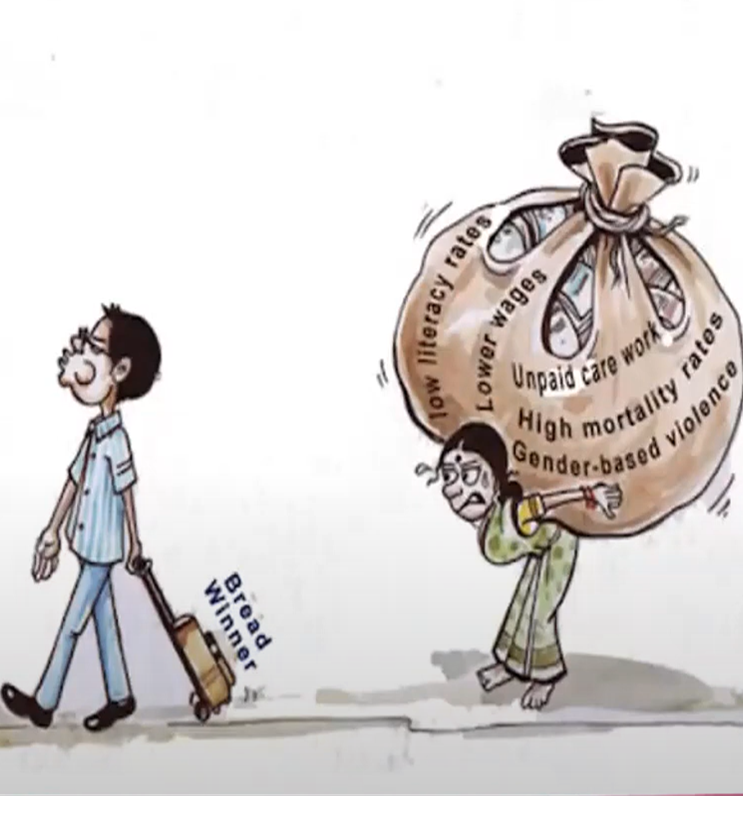 low literacy rates
Lower wages
Unpaid care work
High mortality rates
Gender-based violence
Bread
Winner